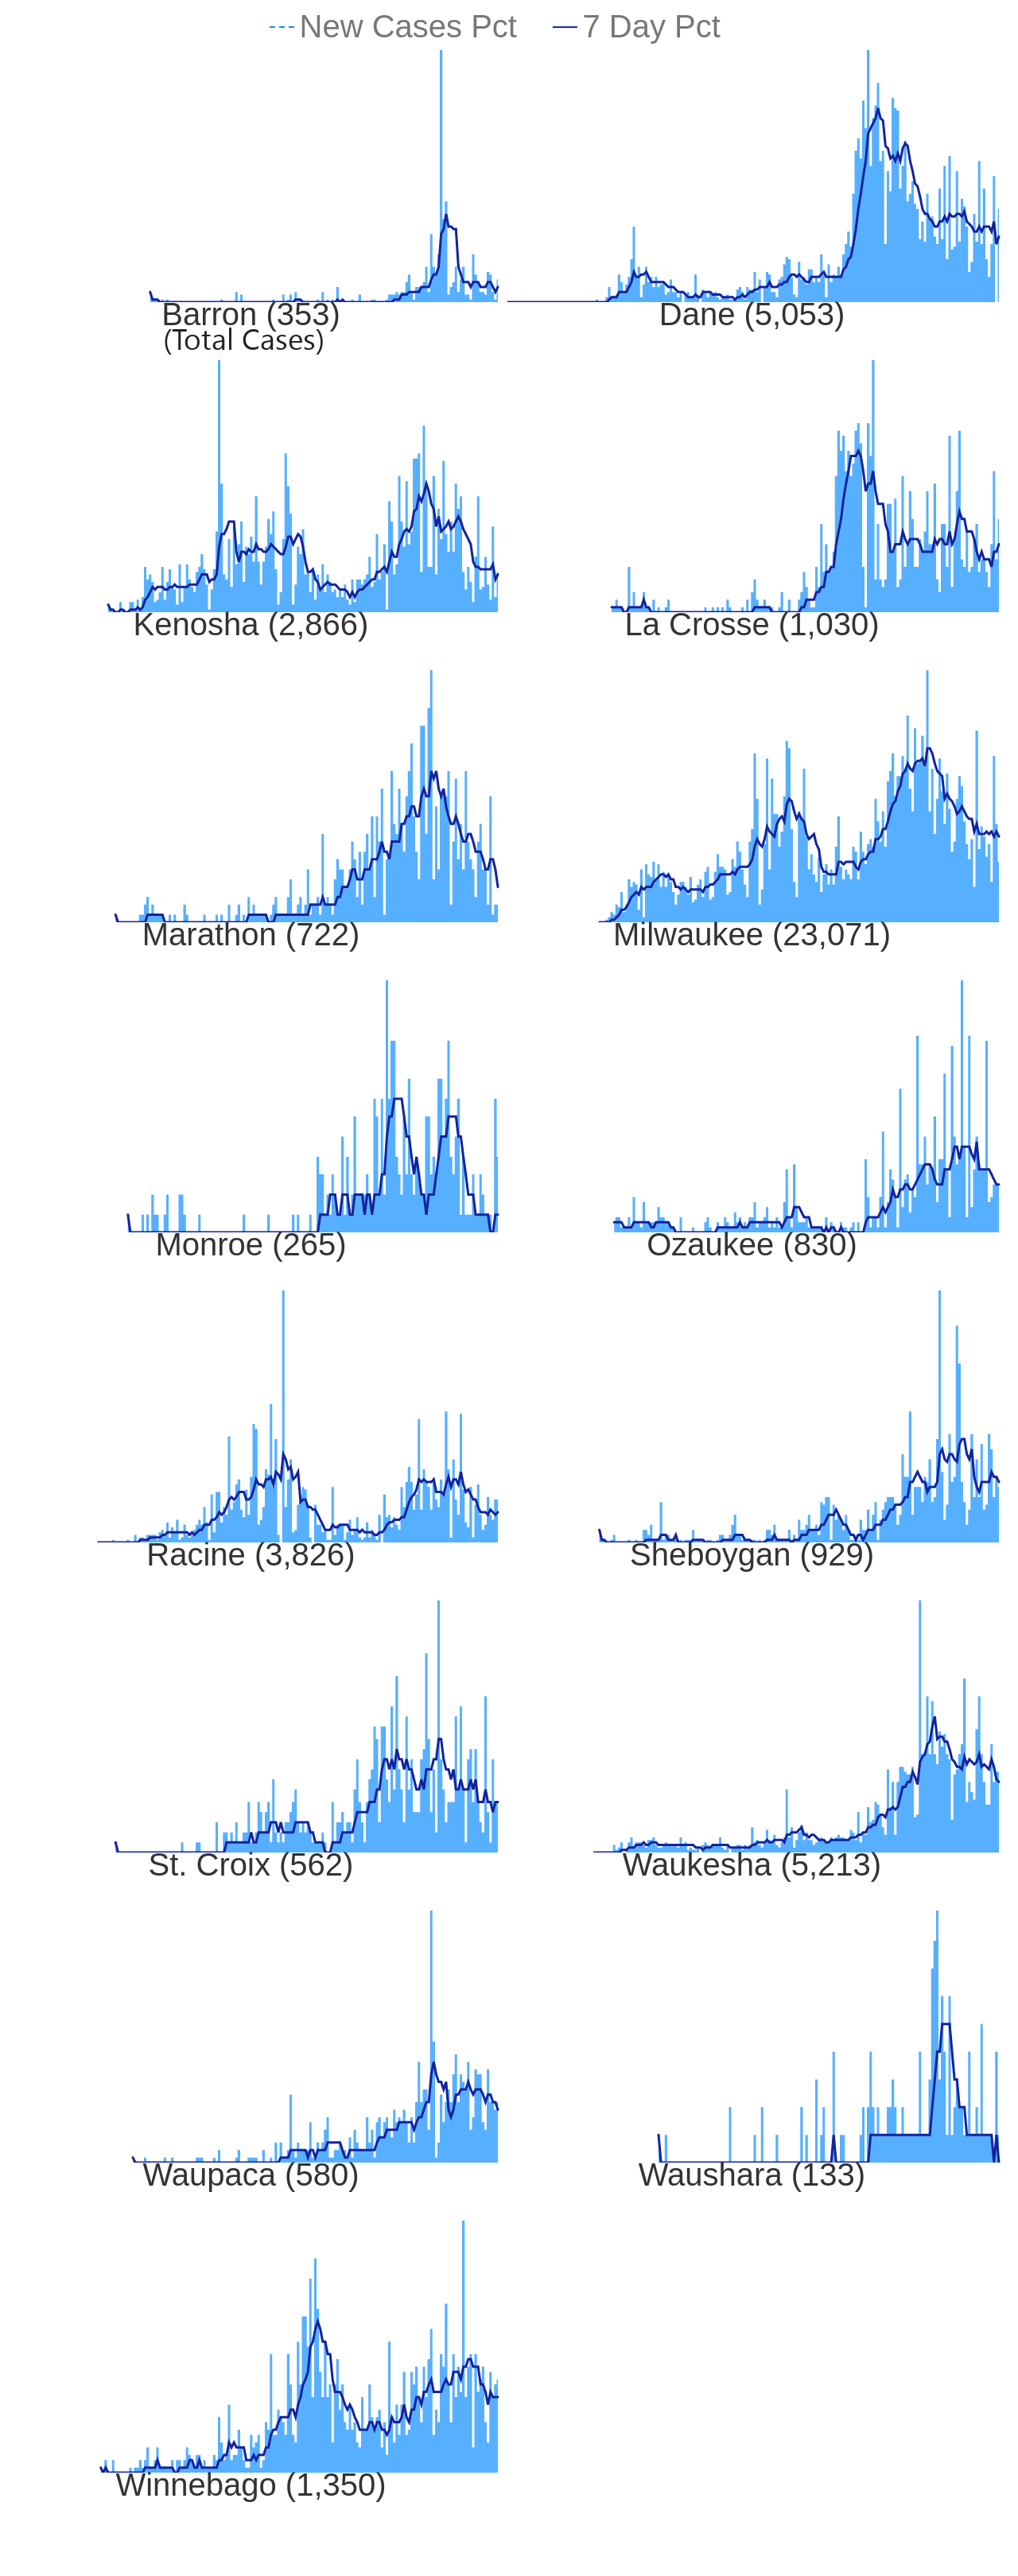 New Cases Pct 7 Day Pct
Barron (353) Dane (5,053)
(Total Cases)
Kenosha (2,866) La Crosse (1,030)
Marathon (722) Milwaukee (23,071)
Monroe (265) Ozaukee (830)
Racine (3,826) Sheboygan (929)
St. Croix (562) Waukesha (5,213)
Waupaca (580) Waushara (133)
Winnebago (1,350)